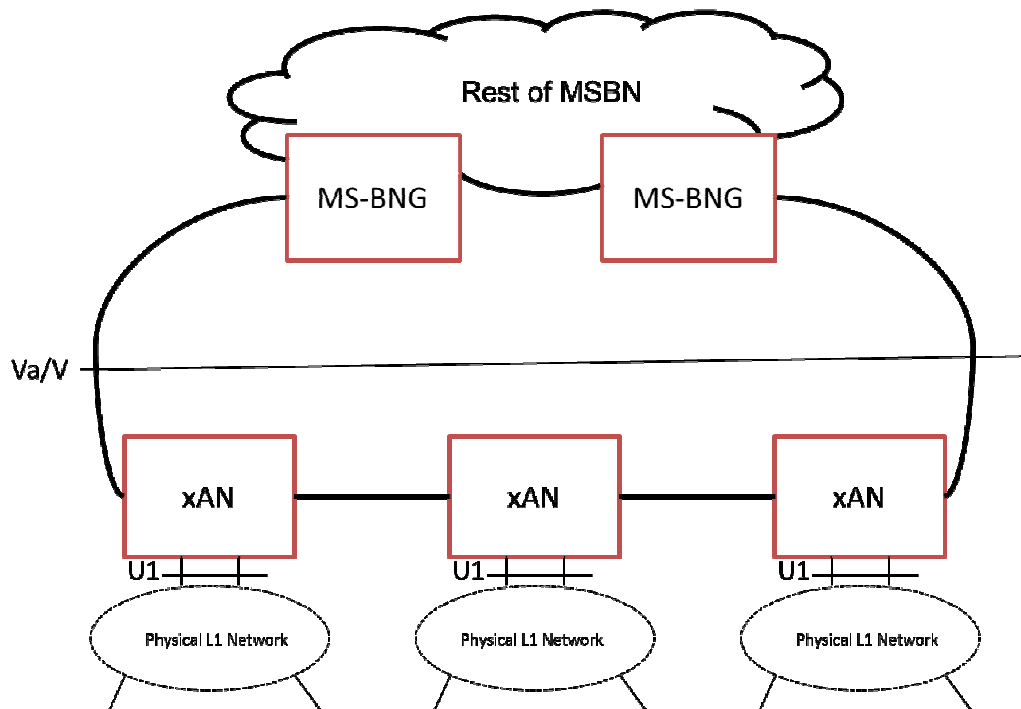 Rest of MSBN
MS-BNG
MS-BNG
Va/V
xAN
xAN
xAN
U1
U1
U1
Physical L1 Network
Physical L1 Network
Physical L1 Network